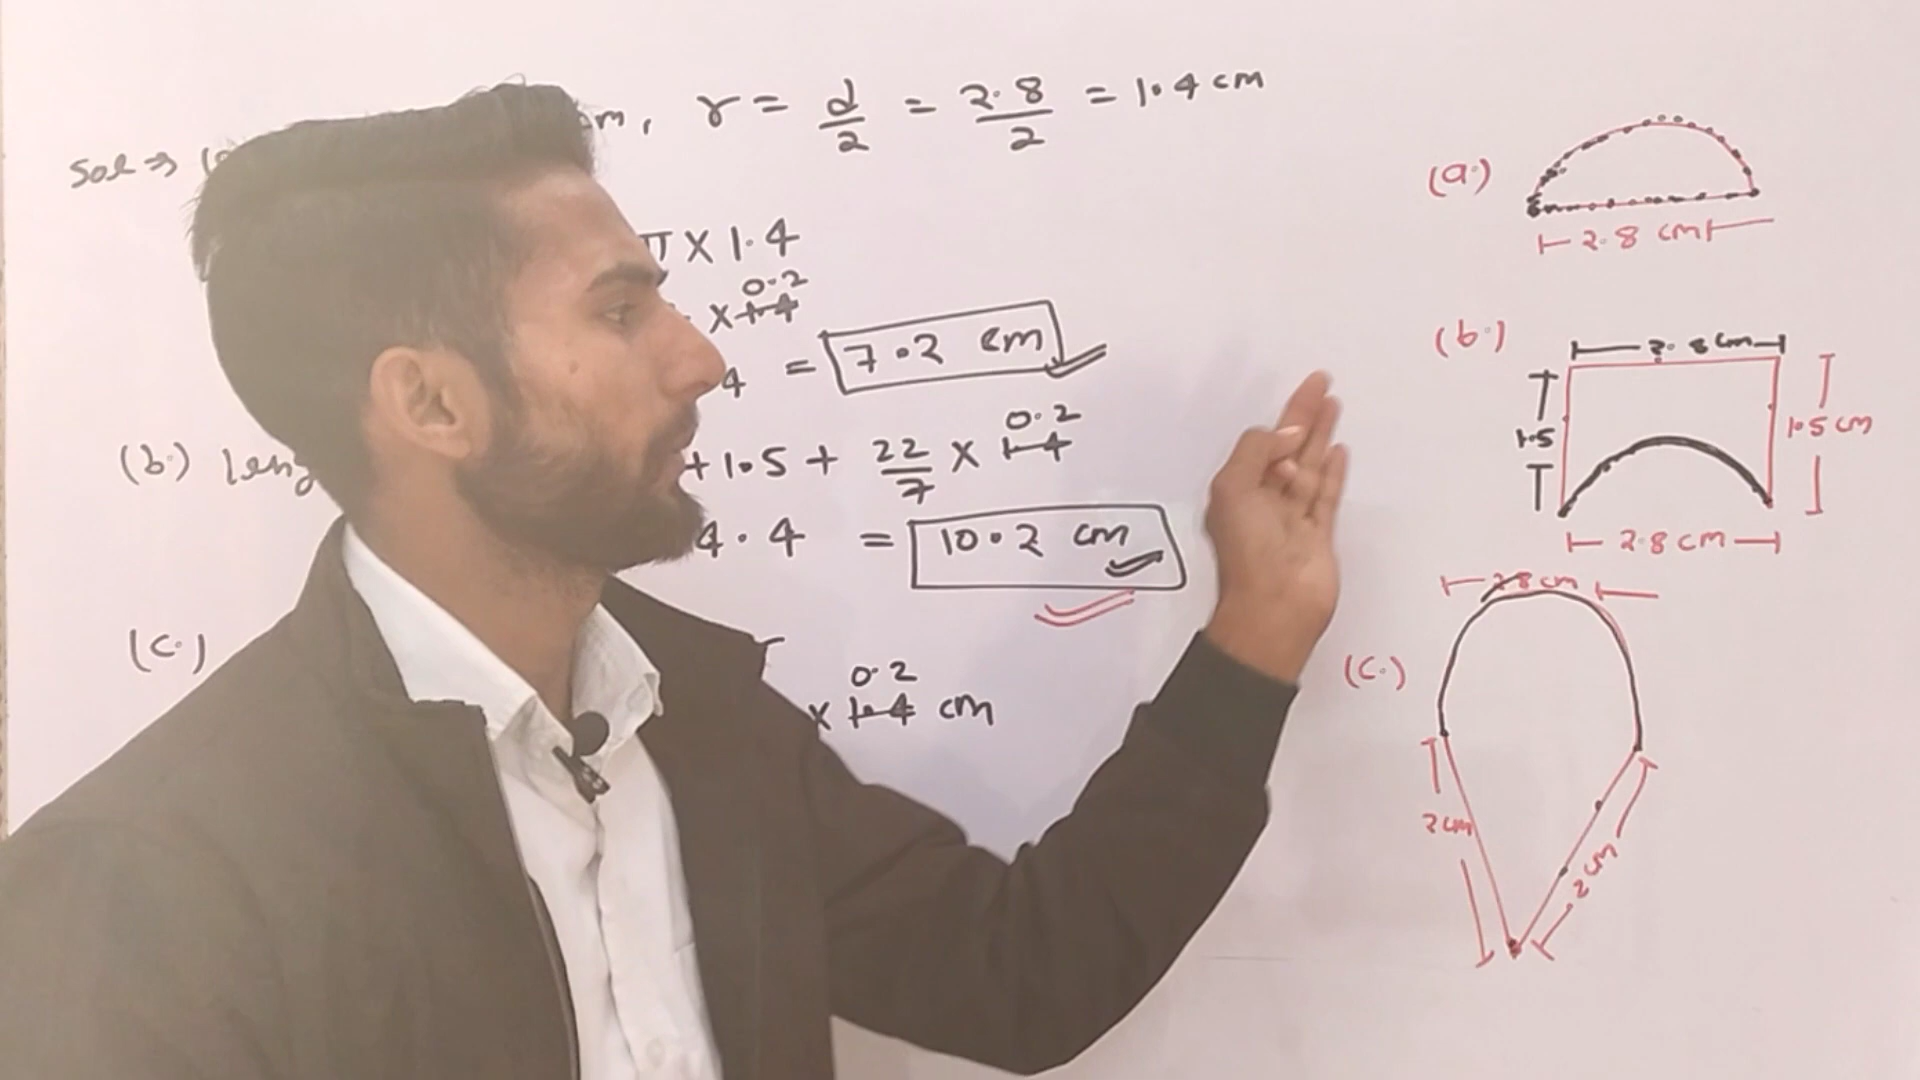 Sol ⇒ (a
m, r = d/2 = 2.8/2 = 1.4 cm
π X 1.4
0.2
X 1.4
4 = 7.2 cm
(b.) leng
+ 1.5 + 22/7 X 1.4
0.2
4.4 = 10.2 cm
(c.)
r
0.2
X 1.4 cm
(a.)
2.8 cm
(b.)
2.8 cm
1.5
1.5 cm
2.8 cm
2.8 cm
(c.)
2 cm
2 cm